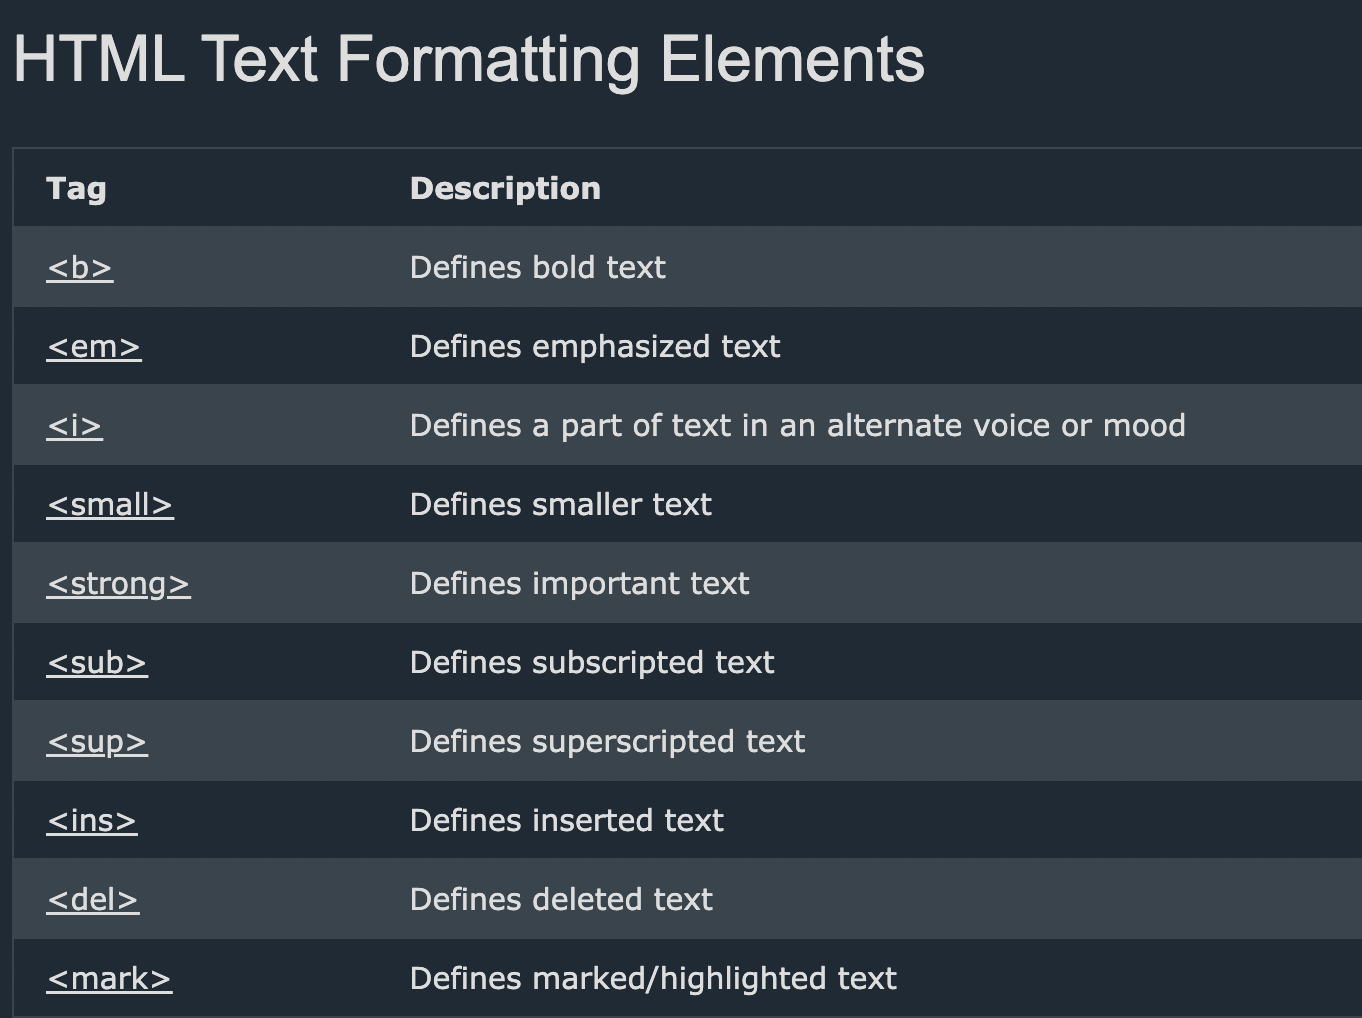 HTML Text Formatting Elements
Tag Description
<b> Defines bold text
<em> Defines emphasized text
<i> Defines a part of text in an alternate voice or mood
<small> Defines smaller text
<strong> Defines important text
<sub> Defines subscripted text
<sup> Defines superscripted text
<ins> Defines inserted text
<del> Defines deleted text
<mark> Defines marked/highlighted text